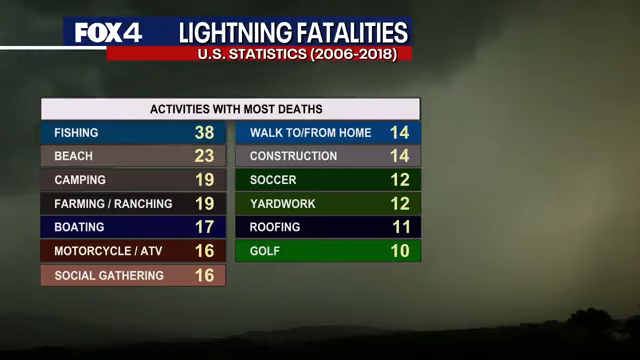 FOX 4
LIGHTNING FATALITIES
U.S. STATISTICS (2006-2018)
ACTIVITIES WITH MOST DEATHS
FISHING 38
BEACH 23
CAMPING 19
FARMING / RANCHING 19
BOATING 17
MOTORCYCLE / ATV 16
SOCIAL GATHERING 16
WALK TO/FROM HOME 14
CONSTRUCTION 14
SOCCER 12
YARDWORK 12
ROOFING 11
GOLF 10